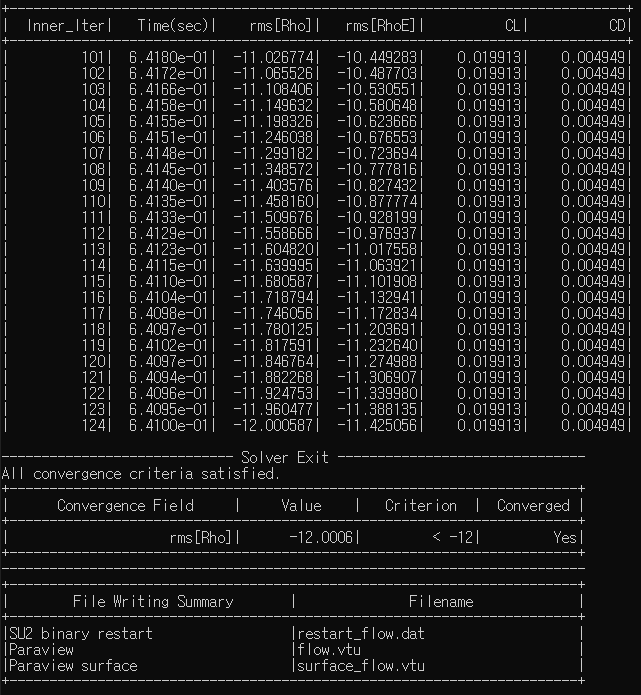 +------------------------------------------------------------------------------+
|  Inner_Iter|   Time(sec)|    rms[Rho]|   rms[RhoE]|          CL|          CD|
+------------------------------------------------------------------------------+
|         101|  6.4180e-01|  -11.026774|  -10.449283|    0.019913|    0.004949|
|         102|  6.4172e-01|  -11.065526|  -10.487703|    0.019913|    0.004949|
|         103|  6.4166e-01|  -11.108406|  -10.530551|    0.019913|    0.004949|
|         104|  6.4158e-01|  -11.149632|  -10.580648|    0.019913|    0.004949|
|         105|  6.4155e-01|  -11.198326|  -10.623666|    0.019913|    0.004949|
|         106|  6.4151e-01|  -11.246038|  -10.676553|    0.019913|    0.004949|
|         107|  6.4148e-01|  -11.299182|  -10.723694|    0.019913|    0.004949|
|         108|  6.4145e-01|  -11.348572|  -10.777816|    0.019913|    0.004949|
|         109|  6.4140e-01|  -11.403576|  -10.827432|    0.019913|    0.004949|
|         110|  6.4135e-01|  -11.458160|  -10.877774|    0.019913|    0.004949|
|         111|  6.4133e-01|  -11.509676|  -10.928199|    0.019913|    0.004949|
|         112|  6.4129e-01|  -11.558666|  -10.976937|    0.019913|    0.004949|
|         113|  6.4123e-01|  -11.604820|  -11.017558|    0.019913|    0.004949|
|         114|  6.4115e-01|  -11.639995|  -11.063921|    0.019913|    0.004949|
|         115|  6.4110e-01|  -11.680587|  -11.101908|    0.019913|    0.004949|
|         116|  6.4104e-01|  -11.718794|  -11.132941|    0.019913|    0.004949|
|         117|  6.4098e-01|  -11.746056|  -11.172834|    0.019913|    0.004949|
|         118|  6.4097e-01|  -11.780125|  -11.203691|    0.019913|    0.004949|
|         119|  6.4102e-01|  -11.817591|  -11.232640|    0.019913|    0.004949|
|         120|  6.4097e-01|  -11.846764|  -11.274988|    0.019913|    0.004949|
|         121|  6.4094e-01|  -11.882268|  -11.306907|    0.019913|    0.004949|
|         122|  6.4096e-01|  -11.924753|  -11.339980|    0.019913|    0.004949|
|         123|  6.4095e-01|  -11.960477|  -11.388135|    0.019913|    0.004949|
|         124|  6.4100e-01|  -12.000587|  -11.425056|    0.019913|    0.004949|
----------------------------- Solver Exit -------------------------------
All convergence criteria satisfied.
+-----------------------------------------------------------------------+
|      Convergence Field     |     Value    |   Criterion  |  Converged |
+-----------------------------------------------------------------------+
|                    rms[Rho]|      -12.0006|         < -12|         Yes|
+-----------------------------------------------------------------------+
-------------------------------------------------------------------------
+-----------------------------------------------------------------------+
|        File Writing Summary       |              Filename             |
+-----------------------------------------------------------------------+
|SU2 binary restart                 |restart_flow.dat                   |
|Paraview                           |flow.vtu                           |
|Paraview surface                   |surface_flow.vtu                   |
+-----------------------------------------------------------------------+